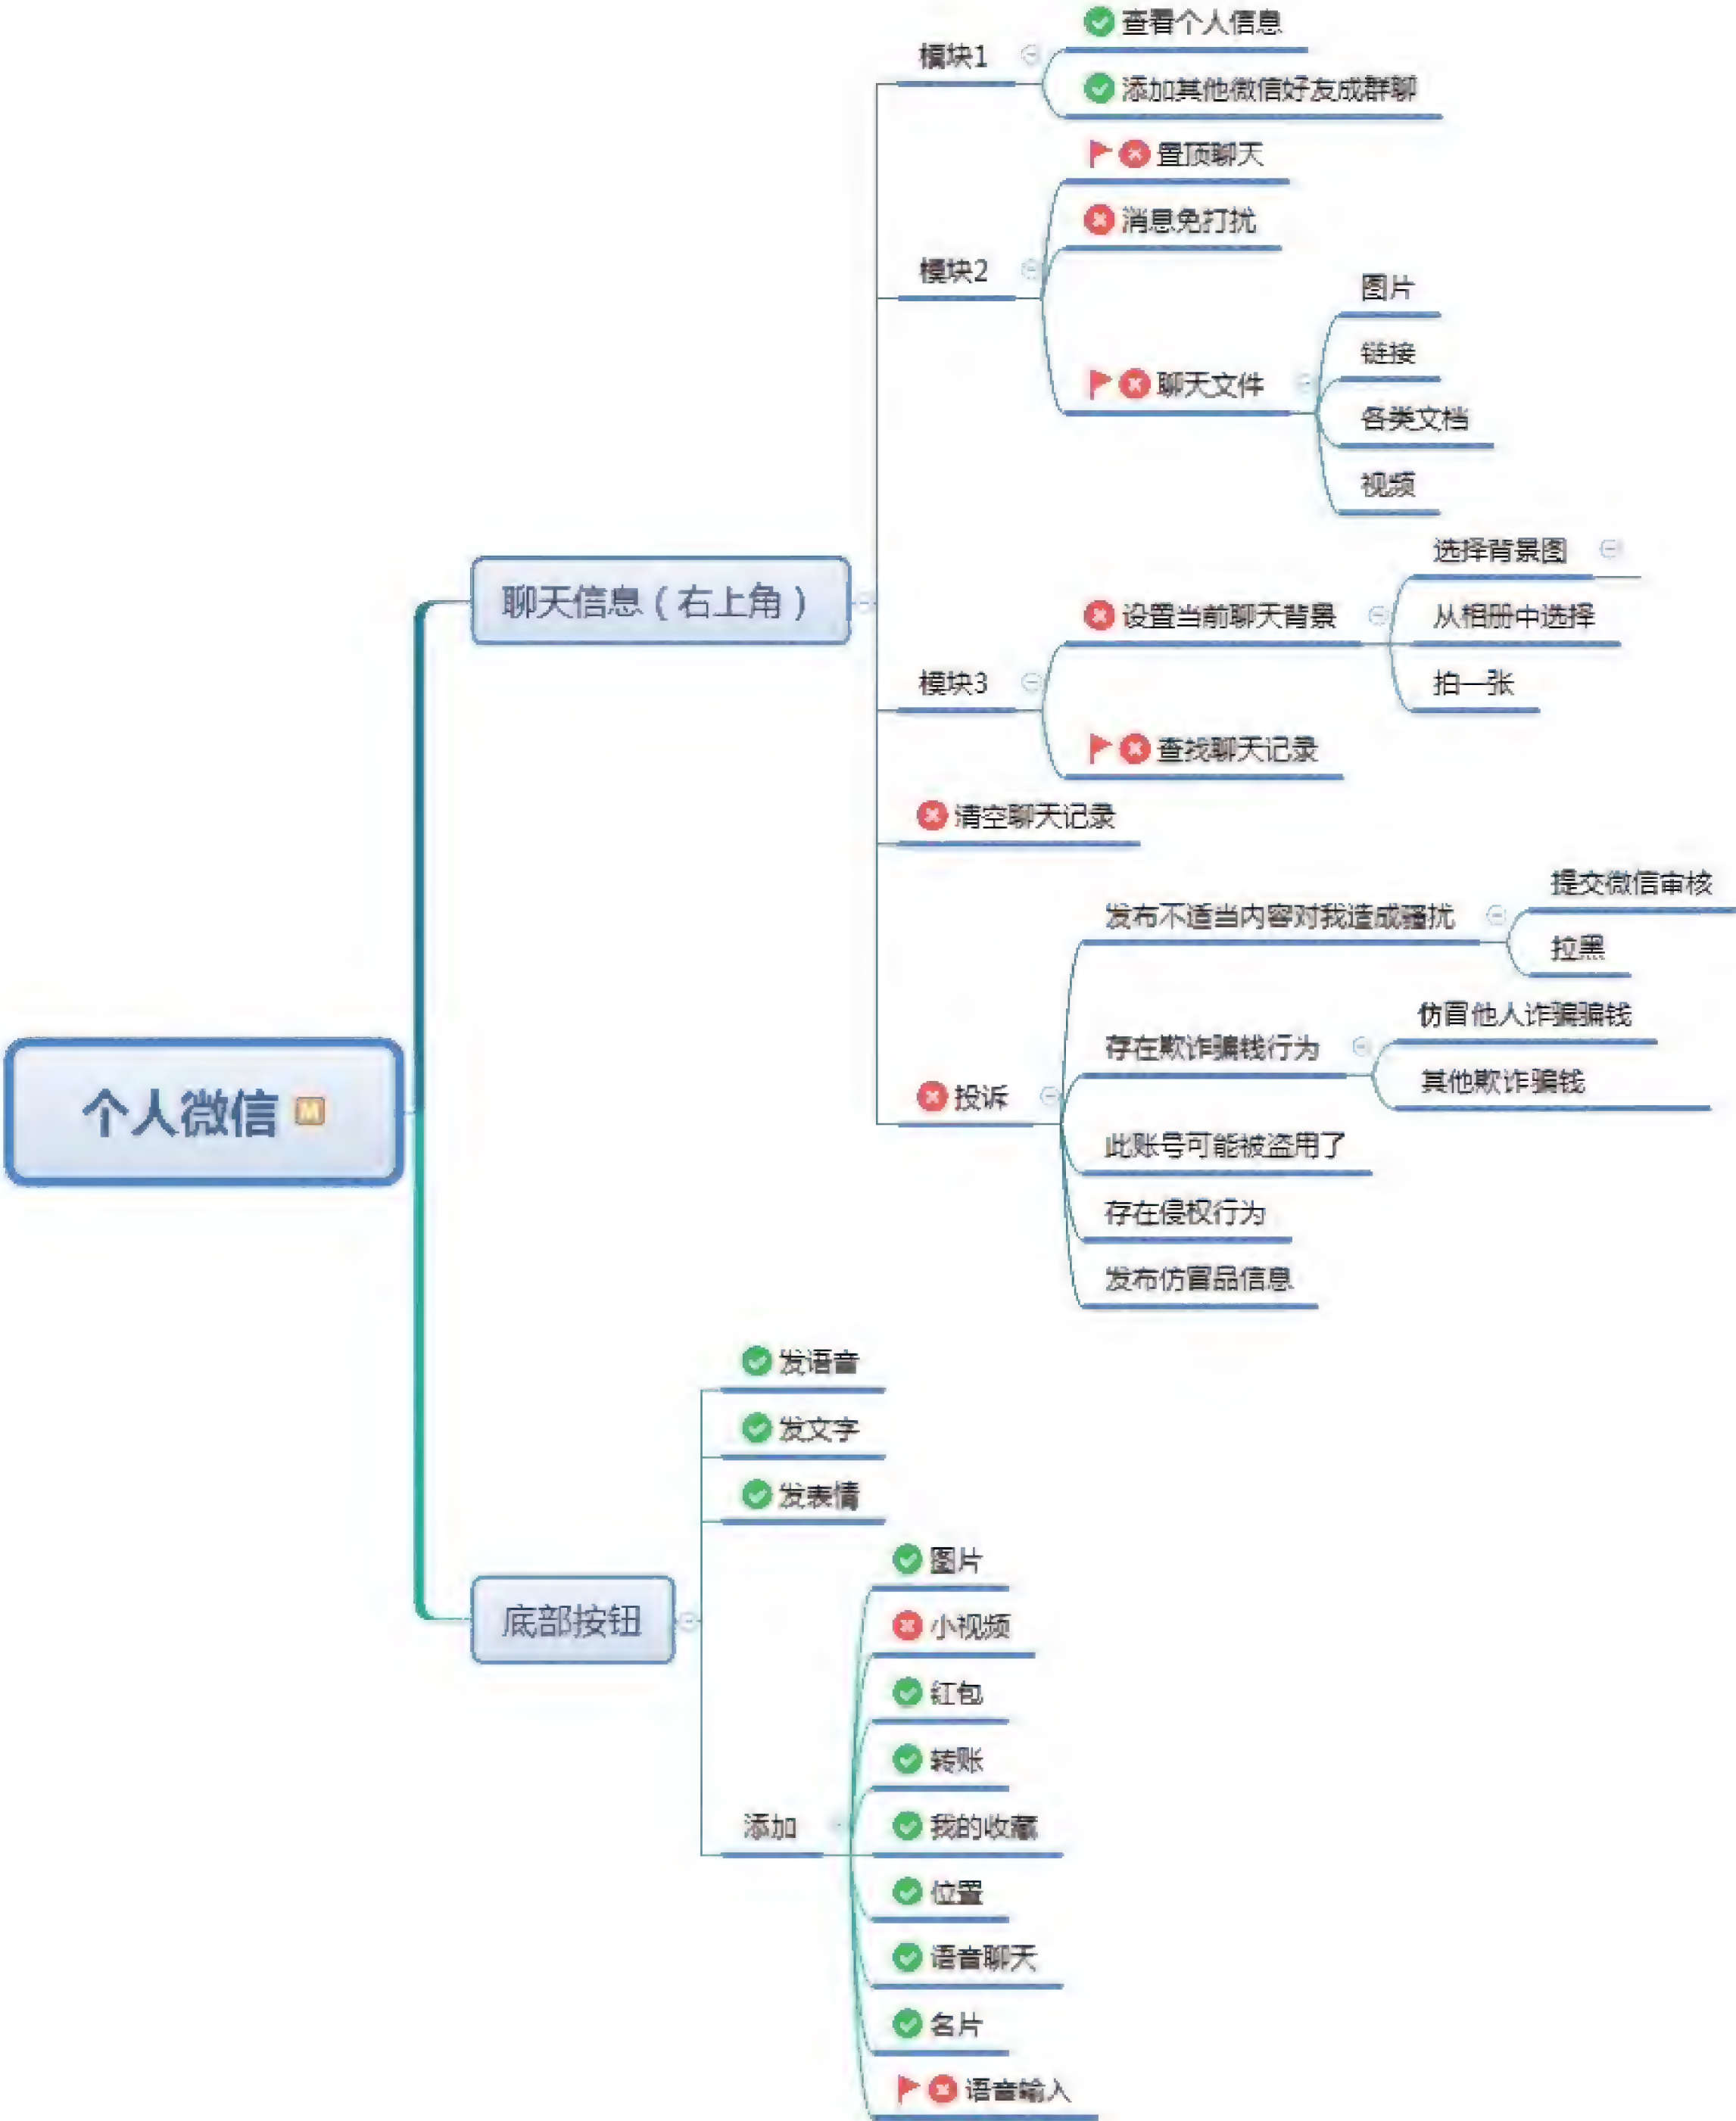 查看个人信息
模块1
添加其他微信好友成群聊
置顶聊天
消息免打扰
模块2
图片
链接
聊天文件
各类文档
视频
选择背景图
聊天信息（右上角）
设置当前聊天背景
从相册中选择
模块3
拍一张
查找聊天记录
清空聊天记录
提交微信审核
发布不适当内容对我造成骚扰
拉黑
仿冒他人诈骗骗钱
存在欺诈骗钱行为
其他欺诈骗钱
投诉
个人微信 M
此账号可能被盗用了
存在侵权行为
发布仿冒品信息
发语音
发文字
发表情
图片
底部按钮
小视频
红包
转账
添加
我的收藏
位置
语音聊天
名片
语音输入